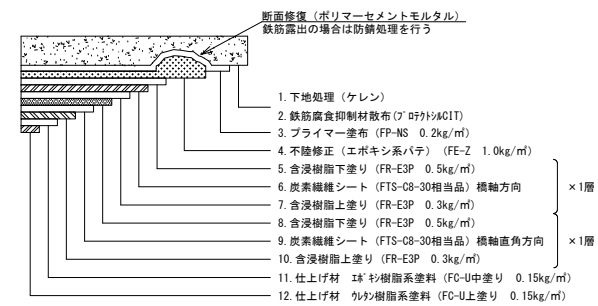 断面修復（ポリマーセメントモルタル）
鉄筋露出の場合は防錆処理を行う
1. 下地処理（ケレン）
2. 鉄筋腐食抑制材散布(ﾌﾟﾛﾃｸﾄｼﾙCIT)
3. プライマー塗布（FP-NS　0.2kg/㎡）
4. 不陸修正（エポキシ系パテ）（FE-Z　1.0kg/㎡）
5. 含浸樹脂下塗り（FR-E3P　0.5kg/㎡）
6. 炭素繊維シート（FTS-C8-30相当品）橋軸方向　×1層
7. 含浸樹脂上塗り（FR-E3P　0.3kg/㎡）
8. 含浸樹脂下塗り（FR-E3P　0.5kg/㎡）
9. 炭素繊維シート（FTS-C8-30相当品）橋軸直角方向　×1層
10. 含浸樹脂上塗り（FR-E3P　0.3kg/㎡）
11. 仕上げ材　ｴﾎﾟｷｼ樹脂系塗料（FC-U中塗り　0.15kg/㎡）
12. 仕上げ材　ｳﾚﾀﾝ樹脂系塗料（FC-U上塗り　0.15kg/㎡）